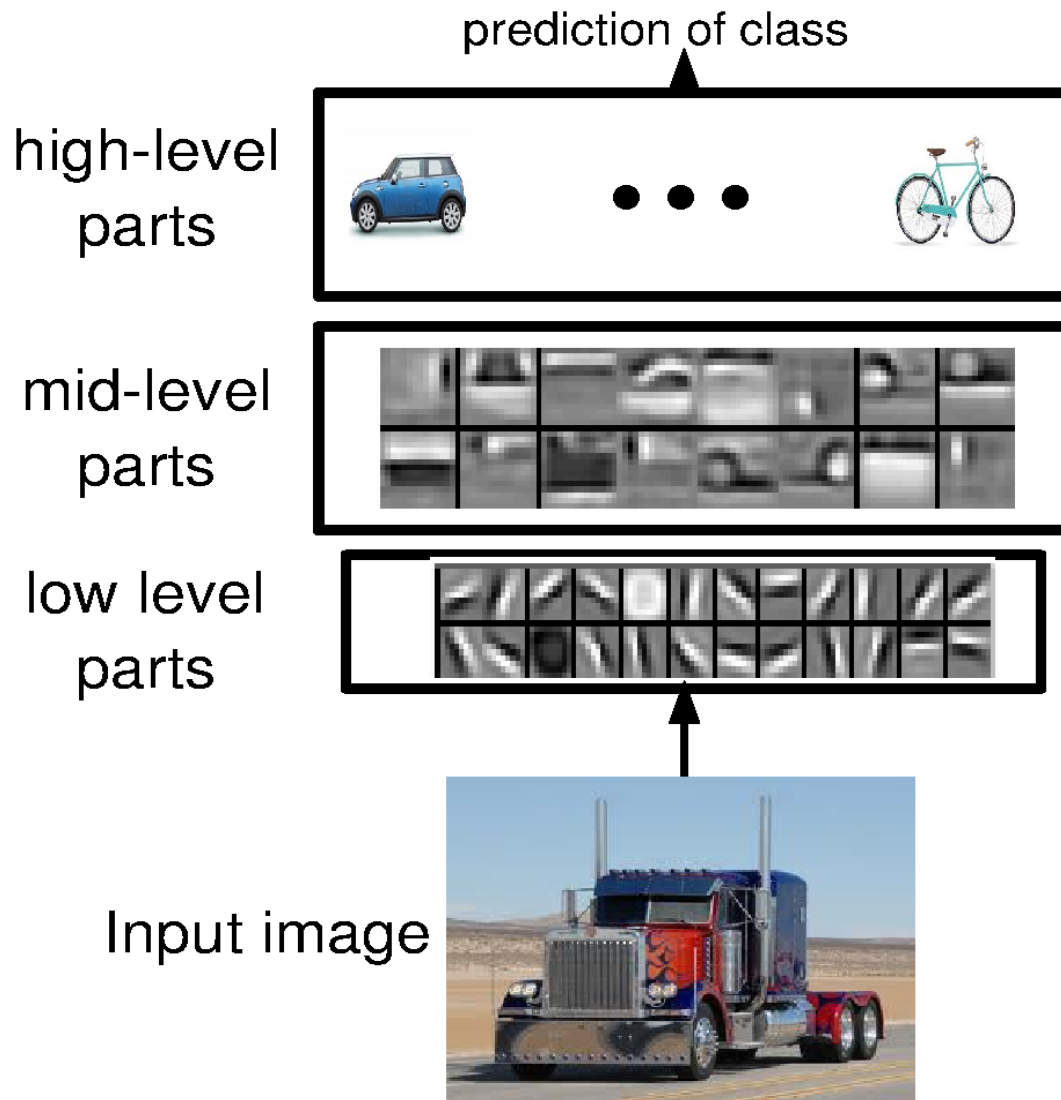 prediction of class
high-level
parts
mid-level
parts
low level
parts
Input image